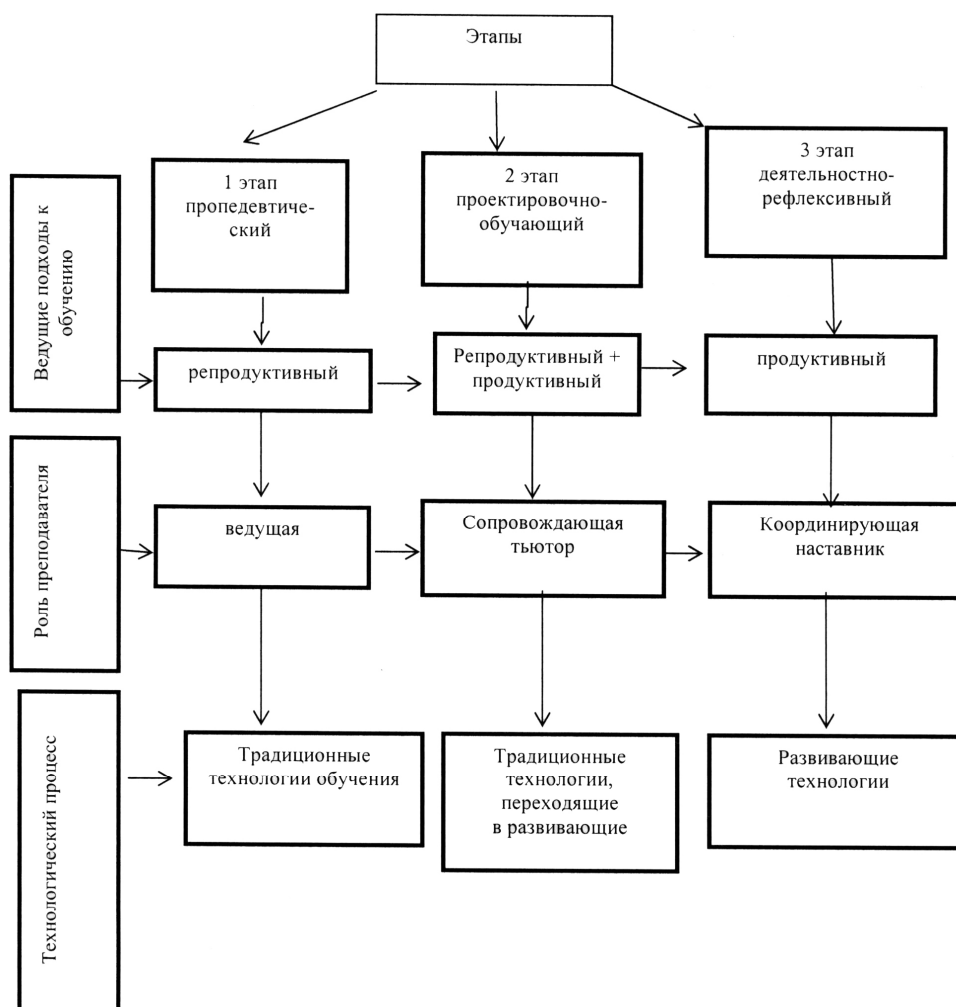 Этапы
1 этап
пропедевтиче-
ский
2 этап
проектировочно-
обучающий
3 этап
деятельностно-
рефлексивный
Ведущие подходы к
обучению
репродуктивный
Репродуктивный +
продуктивный
продуктивный
Роль преподавателя
ведущая
Сопровождающая
тьютор
Координирующая
наставник
Технологический процесс
Традиционные
технологии обучения
Традиционные
технологии,
переходящие
в развивающие
Развивающие
технологии